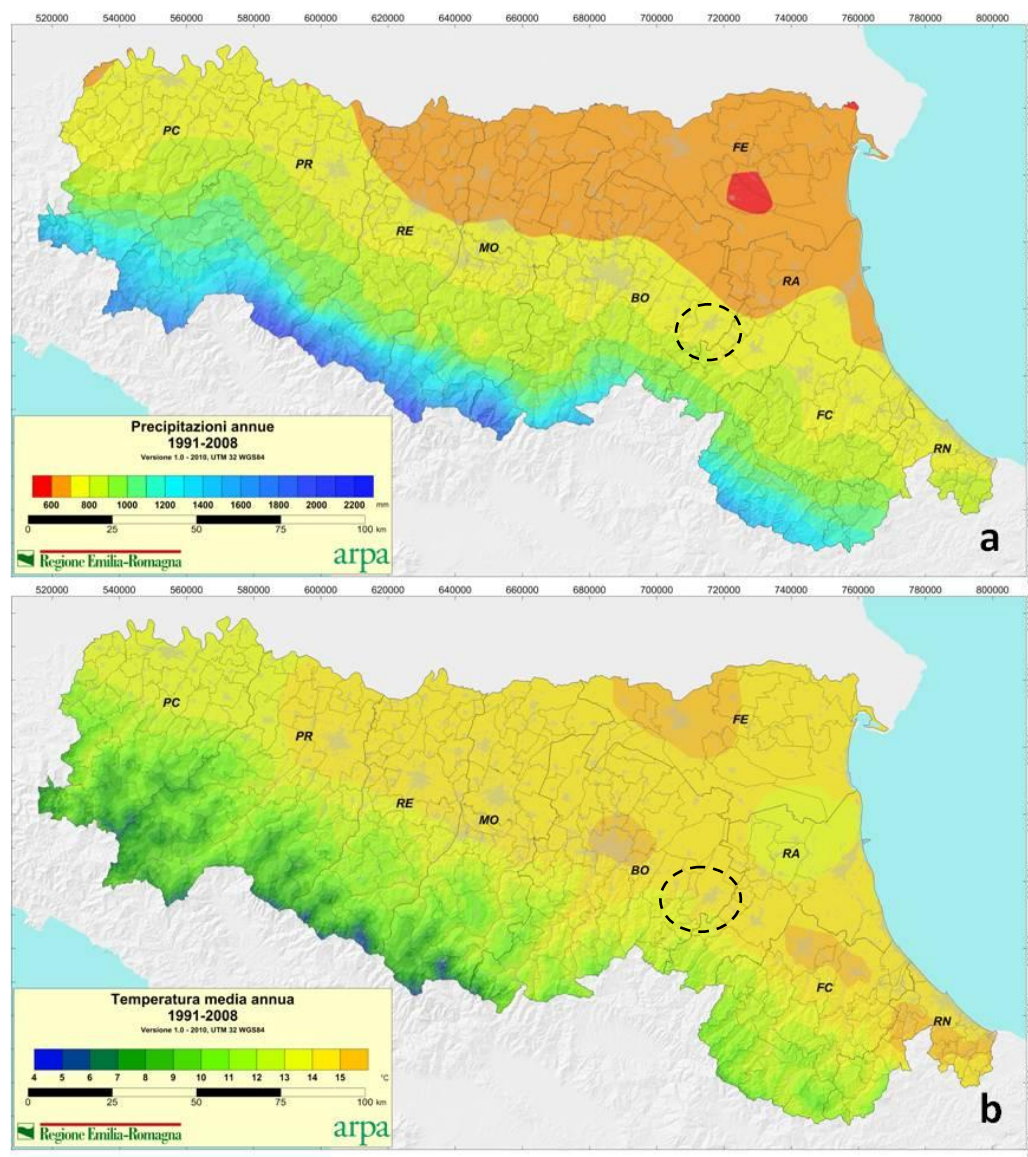 520000 540000 560000 580000 600000 620000 640000 660000 680000 700000 720000 740000 760000 780000 800000
PC
FE
PR
RE
MO
RA
BO
FC
RN
Precipitazioni annue
1991-2008
Versione 1.0 - 2010, UTM 32 WGS84
600 800 1000 1200 1400 1600 1800 2000 2200 mm
0 25 50 75 100 km
Regione Emilia-Romagna arpa
a
520000 540000 560000 580000 600000 620000 640000 660000 680000 700000 720000 740000 760000 780000 800000
PC
FE
PR
RE
MO
RA
BO
FC
RN
Temperatura media annua
1991-2008
Versione 1.0 - 2010, UTM 32 WGS84
4 5 6 7 8 9 10 11 12 13 14 15 °C
0 25 50 75 100 km
Regione Emilia-Romagna arpa
b